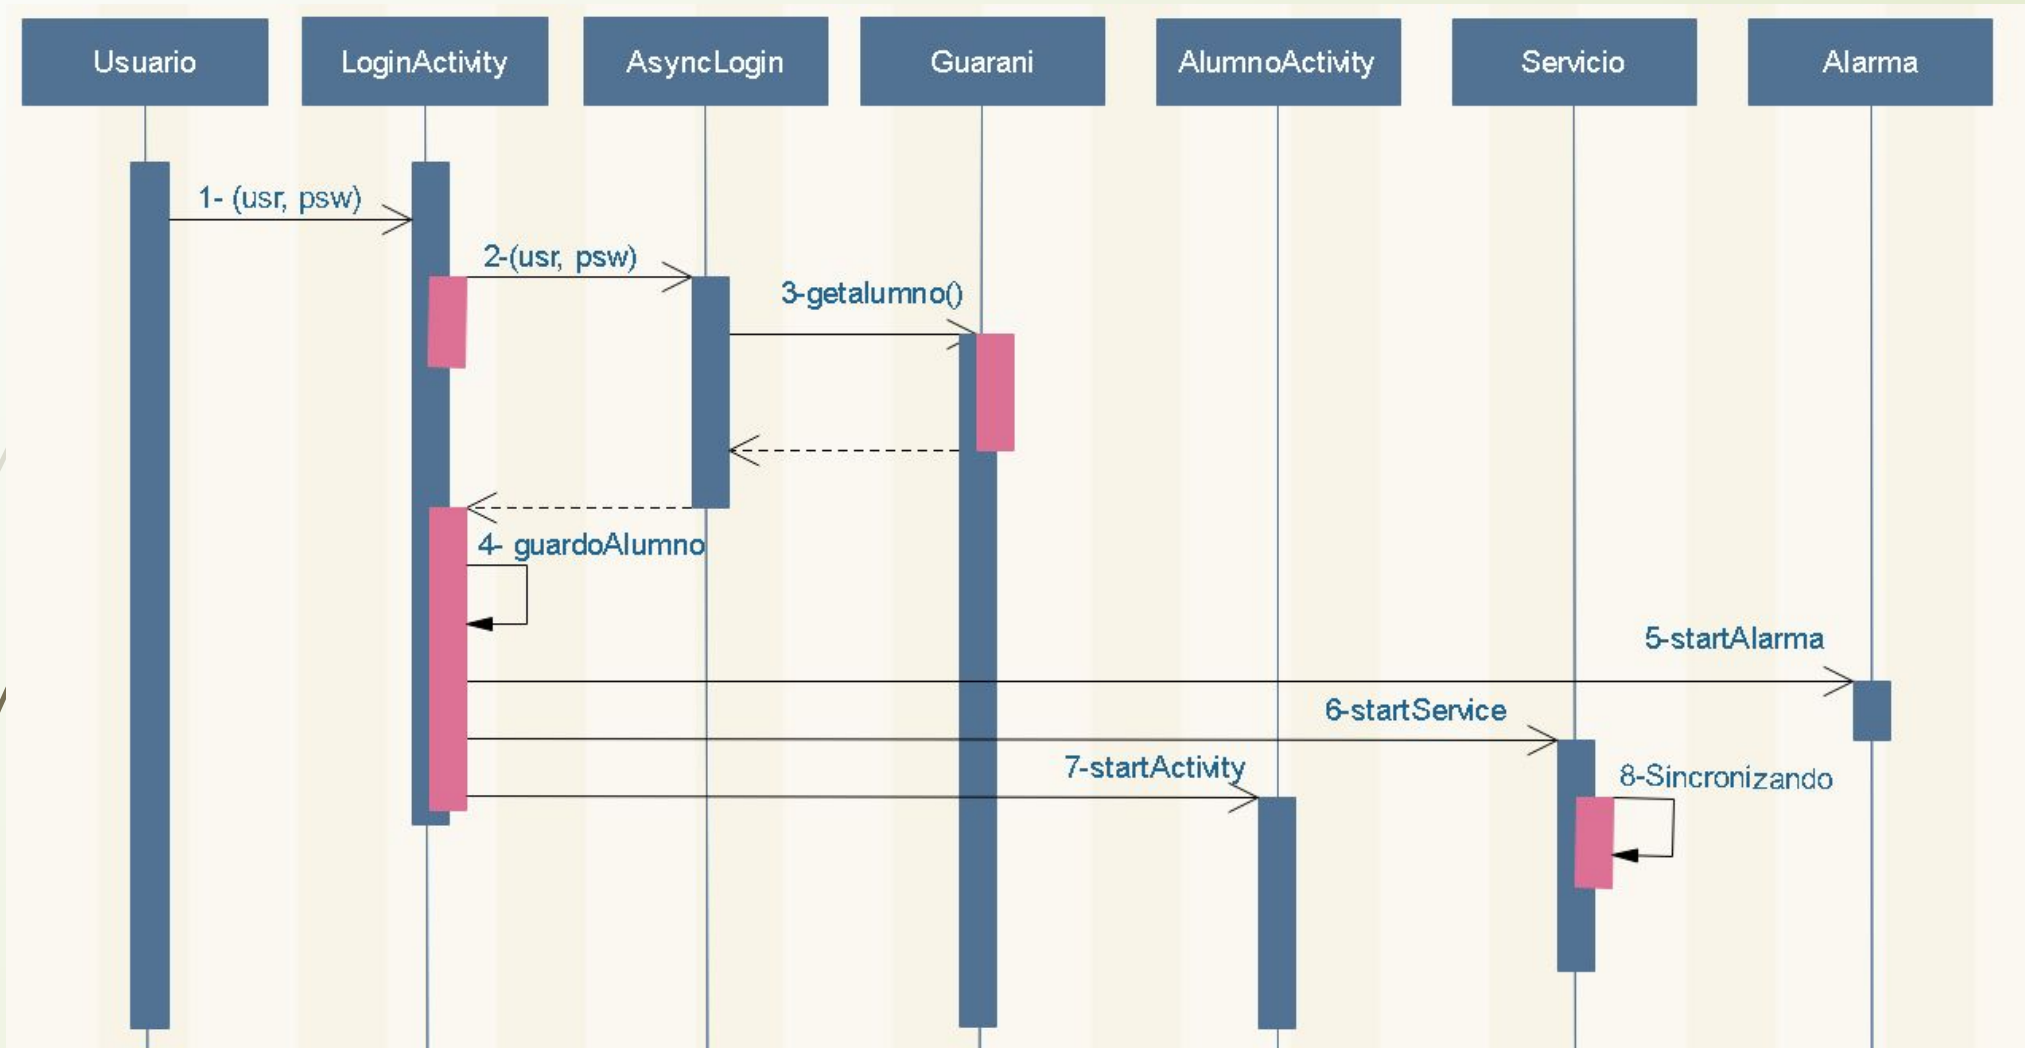 Usuario
LoginActivity
AsyncLogin
Guarani
AlumnoActivity
Servicio
Alarma
1- (usr, psw)
2-(usr, psw)
3-getalumno()
4- guardoAlumno
5-startAlarma
6-startService
7-startActivity
8-Sincronizando